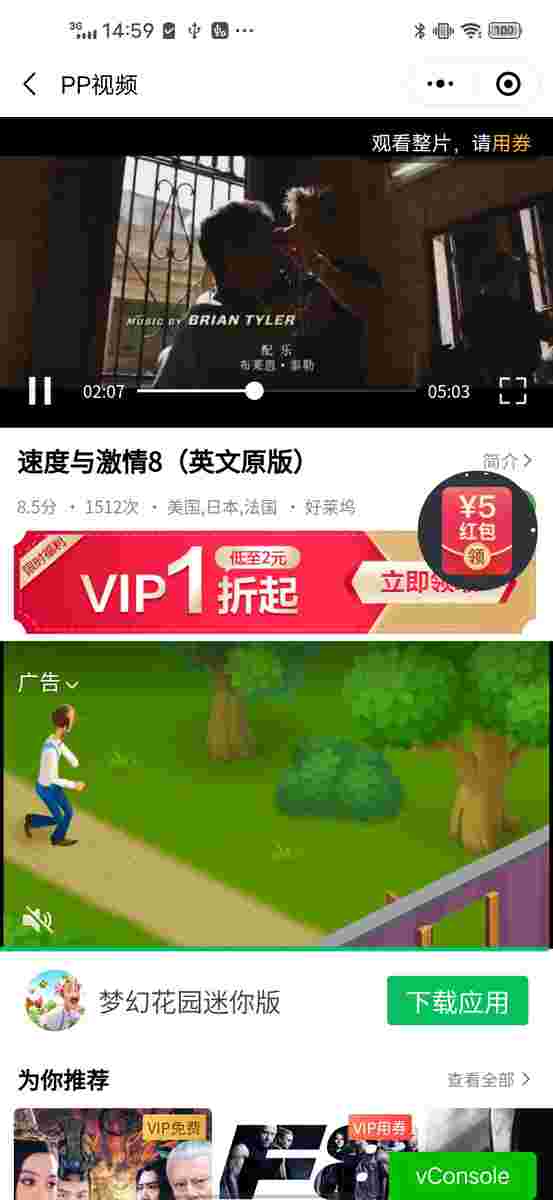 3G 14:59 100
PP视频
观看整片，请用券
MUSIC BY BRIAN TYLER
配 乐
布莱恩·泰勒
02:07 05:03
速度与激情8（英文原版）
简介
8.5分 · 1512次 · 美国,日本,法国 · 好莱坞
¥5
红包
领
限时福利
VIP1折起
低至2元
立即领
广告
梦幻花园迷你版
下载应用
为你推荐
查看全部
VIP免费
F8
VIP用券
vConsole